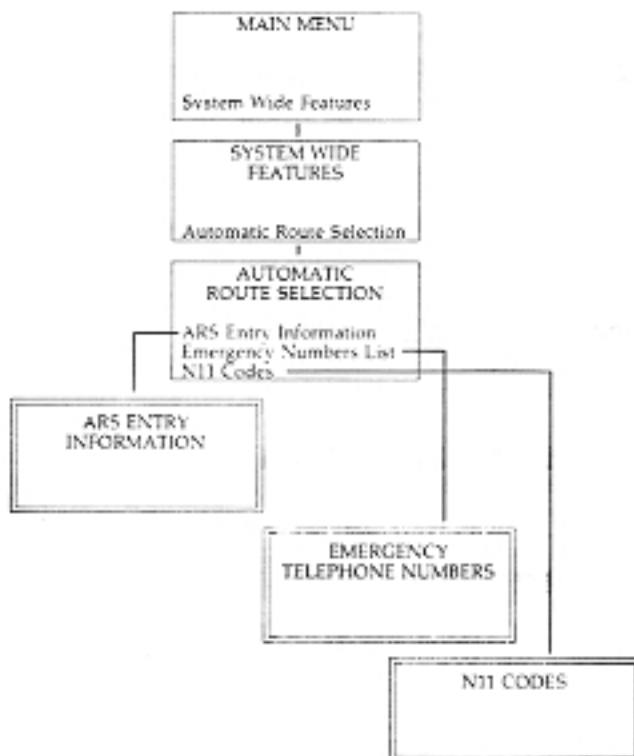 MAIN MENU
System Wide Features
SYSTEM WIDE
FEATURES
Automatic Route Selection
AUTOMATIC
ROUTE SELECTION
ARS Entry Information
Emergency Numbers List
N11 Codes
ARS ENTRY
INFORMATION
EMERGENCY
TELEPHONE NUMBERS
N11 CODES